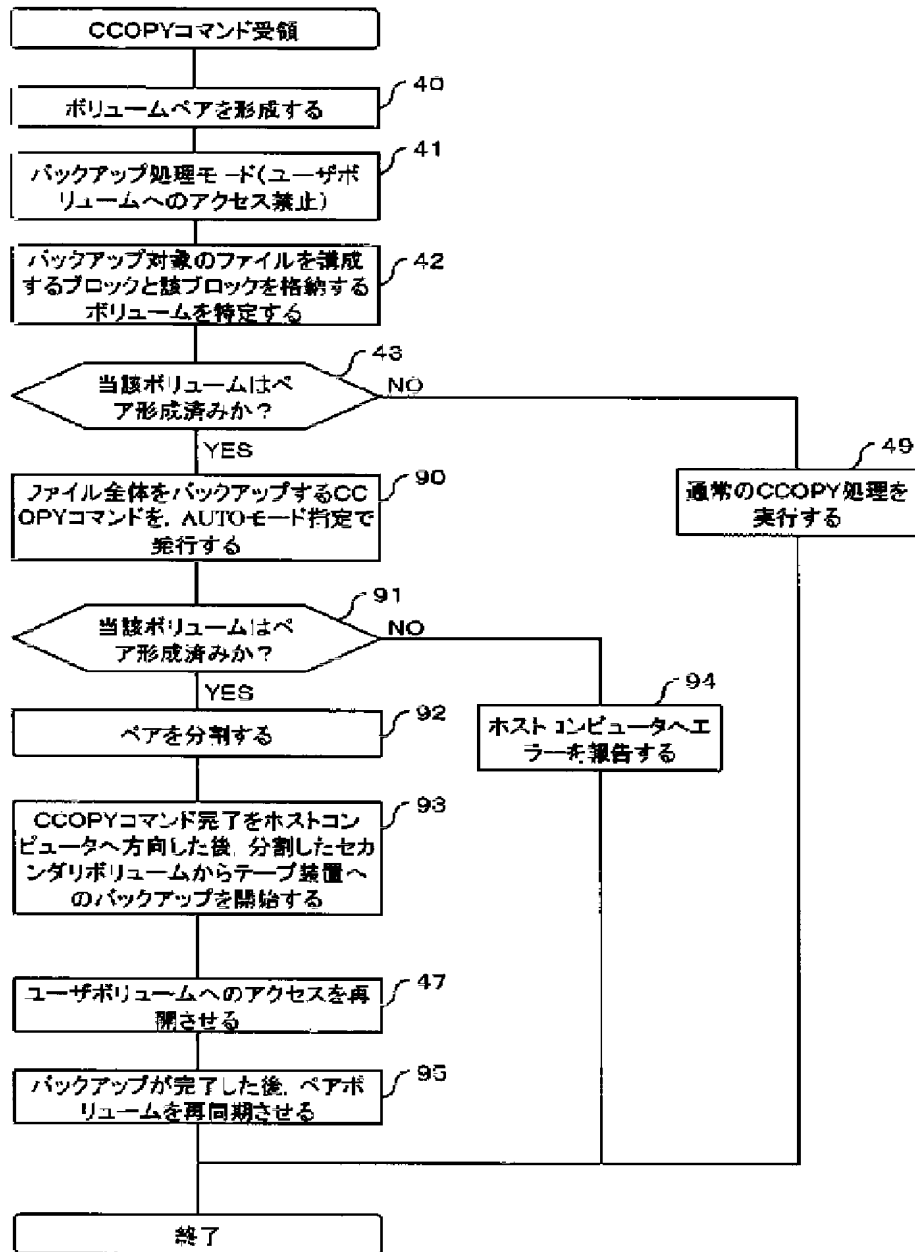 CCOPYコマンド受領
40
ボリュームペアを形成する
41
バックアップ処理モード(ユーザボ
リュームへのアクセス禁止)
42
バックアップ対象のファイルを構成
するブロックと該ブロックを格納する
ボリュームを特定する
43
当該ボリュームはペ
ア形成済みか?
NO
YES
49
通常のCCOPY処理を
実行する
90
ファイル全体をバックアップするCC
OPYコマンドを,AUTOモード指定で
発行する
91
当該ボリュームはペ
ア形成済みか?
NO
YES
94
ホストコンピュータへエ
ラーを報告する
92
ペアを分割する
93
CCOPYコマンド完了をホストコン
ピュータへ方向した後,分割したセカ
ンダリボリュームからテープ装置へ
のバックアップを開始する
47
ユーザボリュームへのアクセスを再
開させる
95
バックアップが完了した後,ペアボ
リュームを再同期させる
終了